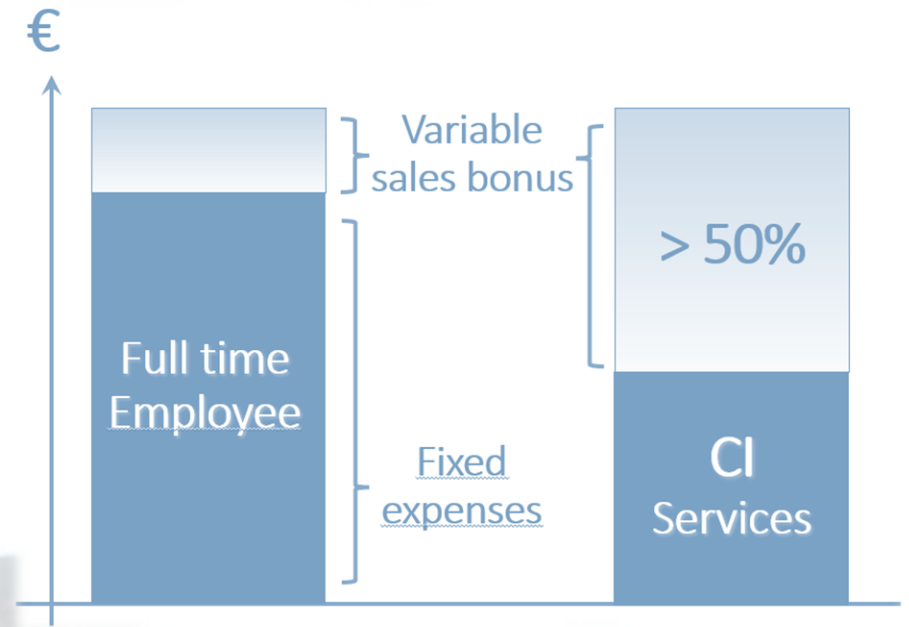 €
Variable
sales bonus
> 50%
Full time
Employee
Fixed
expenses
CI
Services